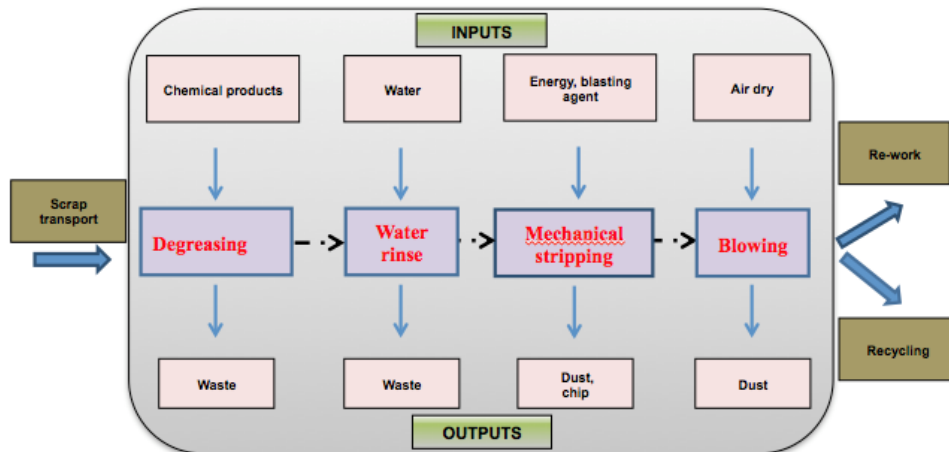 INPUTS
Chemical products
Water
Energy, blasting
agent
Air dry
Re-work
Scrap
transport
Degreasing
Water
rinse
Mechanical
stripping
Blowing
Recycling
Waste
Waste
Dust,
chip
Dust
OUTPUTS